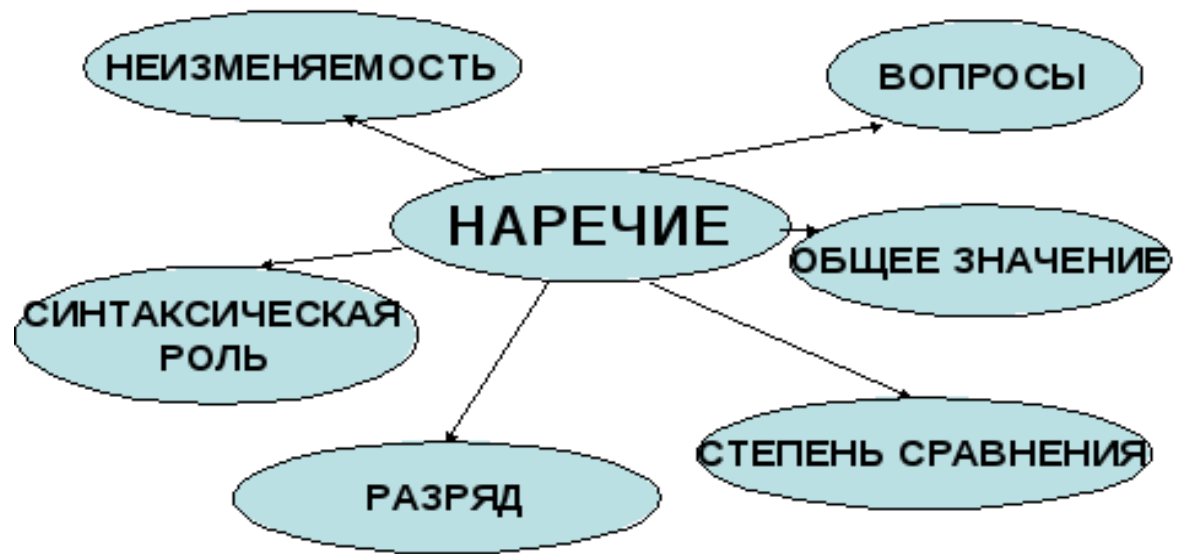 НЕИЗМЕНЯЕМОСТЬ
ВОПРОСЫ
НАРЕЧИЕ
ОБЩЕЕ ЗНАЧЕНИЕ
СИНТАКСИЧЕСКАЯ
РОЛЬ
СТЕПЕНЬ СРАВНЕНИЯ
РАЗРЯД